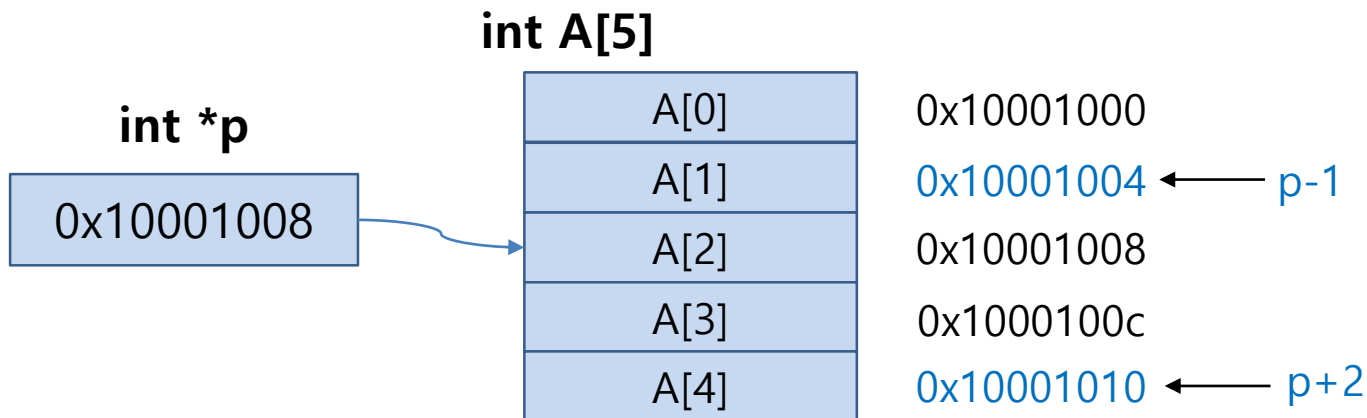 int A[5]
int *p
0x10001008
A[0] 0x10001000
A[1] 0x10001004 p-1
A[2] 0x10001008
A[3] 0x1000100c
A[4] 0x10001010 p+2